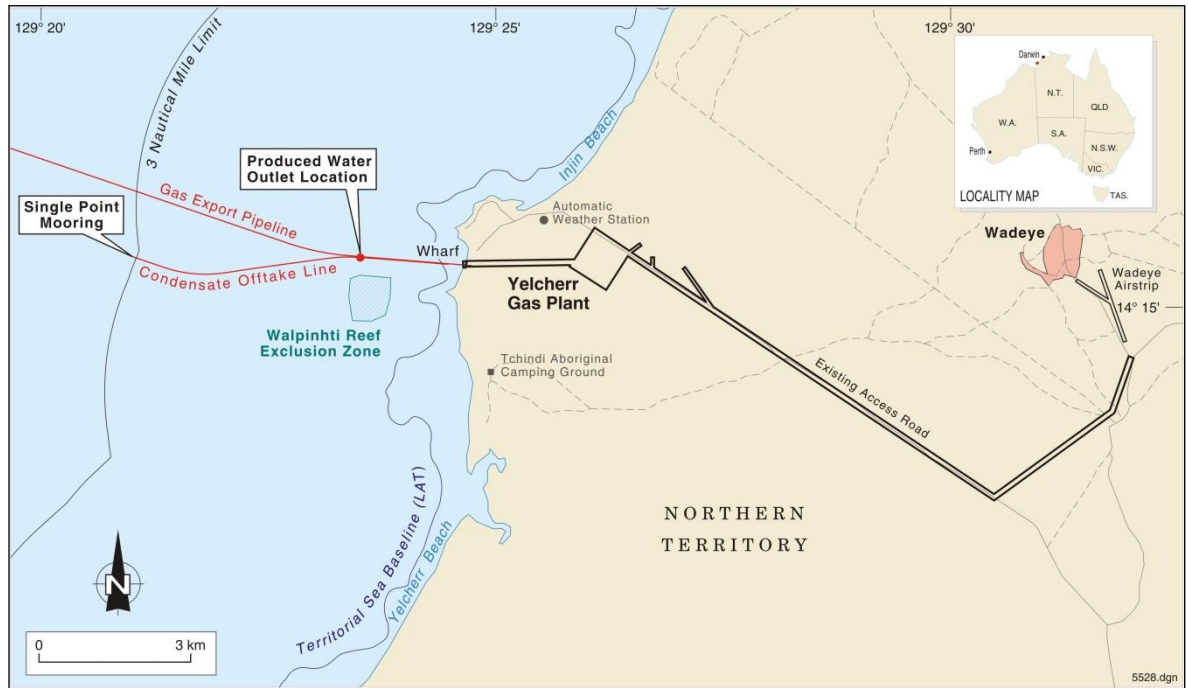 129° 20'
129° 25'
129° 30'
3 Nautical Mile Limit
Produced Water
Outlet Location
Single Point
Mooring
Gas Export Pipeline
Condensate Offtake Line
Walpinhti Reef
Exclusion Zone
Injin Beach
Automatic
Weather Station
Wharf
Yelcherr
Gas Plant
Tchindi Aboriginal
Camping Ground
Existing Access Road
Territorial Sea Baseline (LAT)
Yelcherr Beach
NORTHERN
TERRITORY
Darwin
N.T.
QLD
W.A.
S.A.
N.S.W.
Perth
VIC.
TAS.
LOCALITY MAP
Wadeye
Wadeye
Airstrip
14° 15'
N
0
3 km
5528.dgn